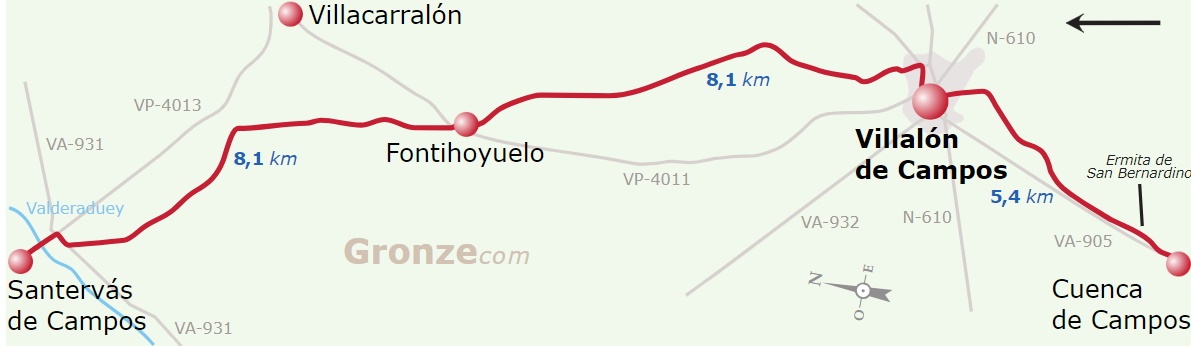 Villacarralón
N-610
8,1 km
VP-4013
VA-931
Villalón
de Campos
Fontihoyuelo
8,1 km
Ermita de
San Bernardino
VP-4011
5,4 km
Valderaduey
VA-932
N-610
VA-905
Gronze.com
E
N
O
Santervás
de Campos
Cuenca
de Campos
VA-931